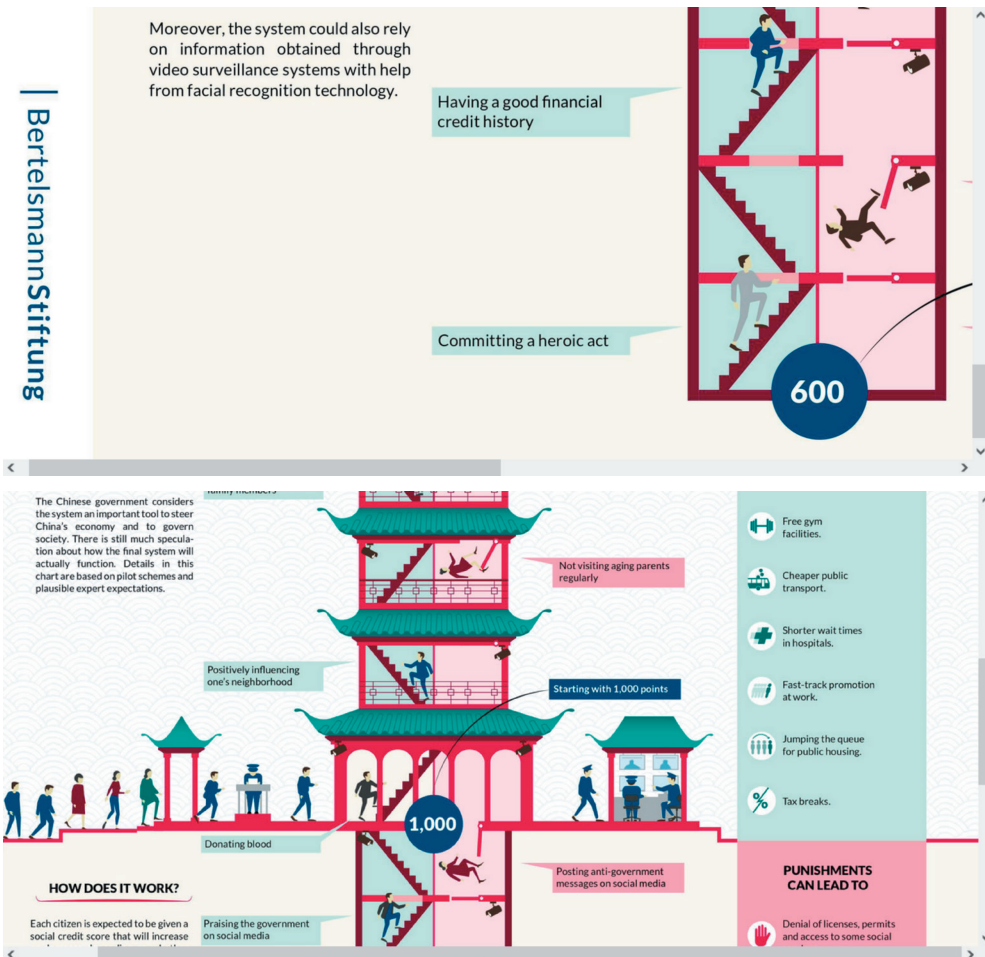 Moreover, the system could also rely
on information obtained through
video surveillance systems with help
from facial recognition technology.
BertelsmannStiftung
Having a good financial
credit history
Committing a heroic act
600
The Chinese government considers
the system an important tool to steer
China's economy and to govern
society. There is still much specula-
tion about how the final system will
actually function. Details in this
chart are based on pilot schemes and
plausible expert expectations.
family members
Not visiting aging parents
regularly
Positively influencing
one's neighborhood
Starting with 1,000 points
1,000
Donating blood
Posting anti-government
messages on social media
Praising the government
on social media
HOW DOES IT WORK?
Each citizen is expected to be given a
social credit score that will increase
Free gym
facilities.
Cheaper public
transport.
Shorter wait times
in hospitals.
Fast-track promotion
at work.
Jumping the queue
for public housing.
%
Tax breaks.
PUNISHMENTS
CAN LEAD TO
Denial of licenses, permits
and access to some social